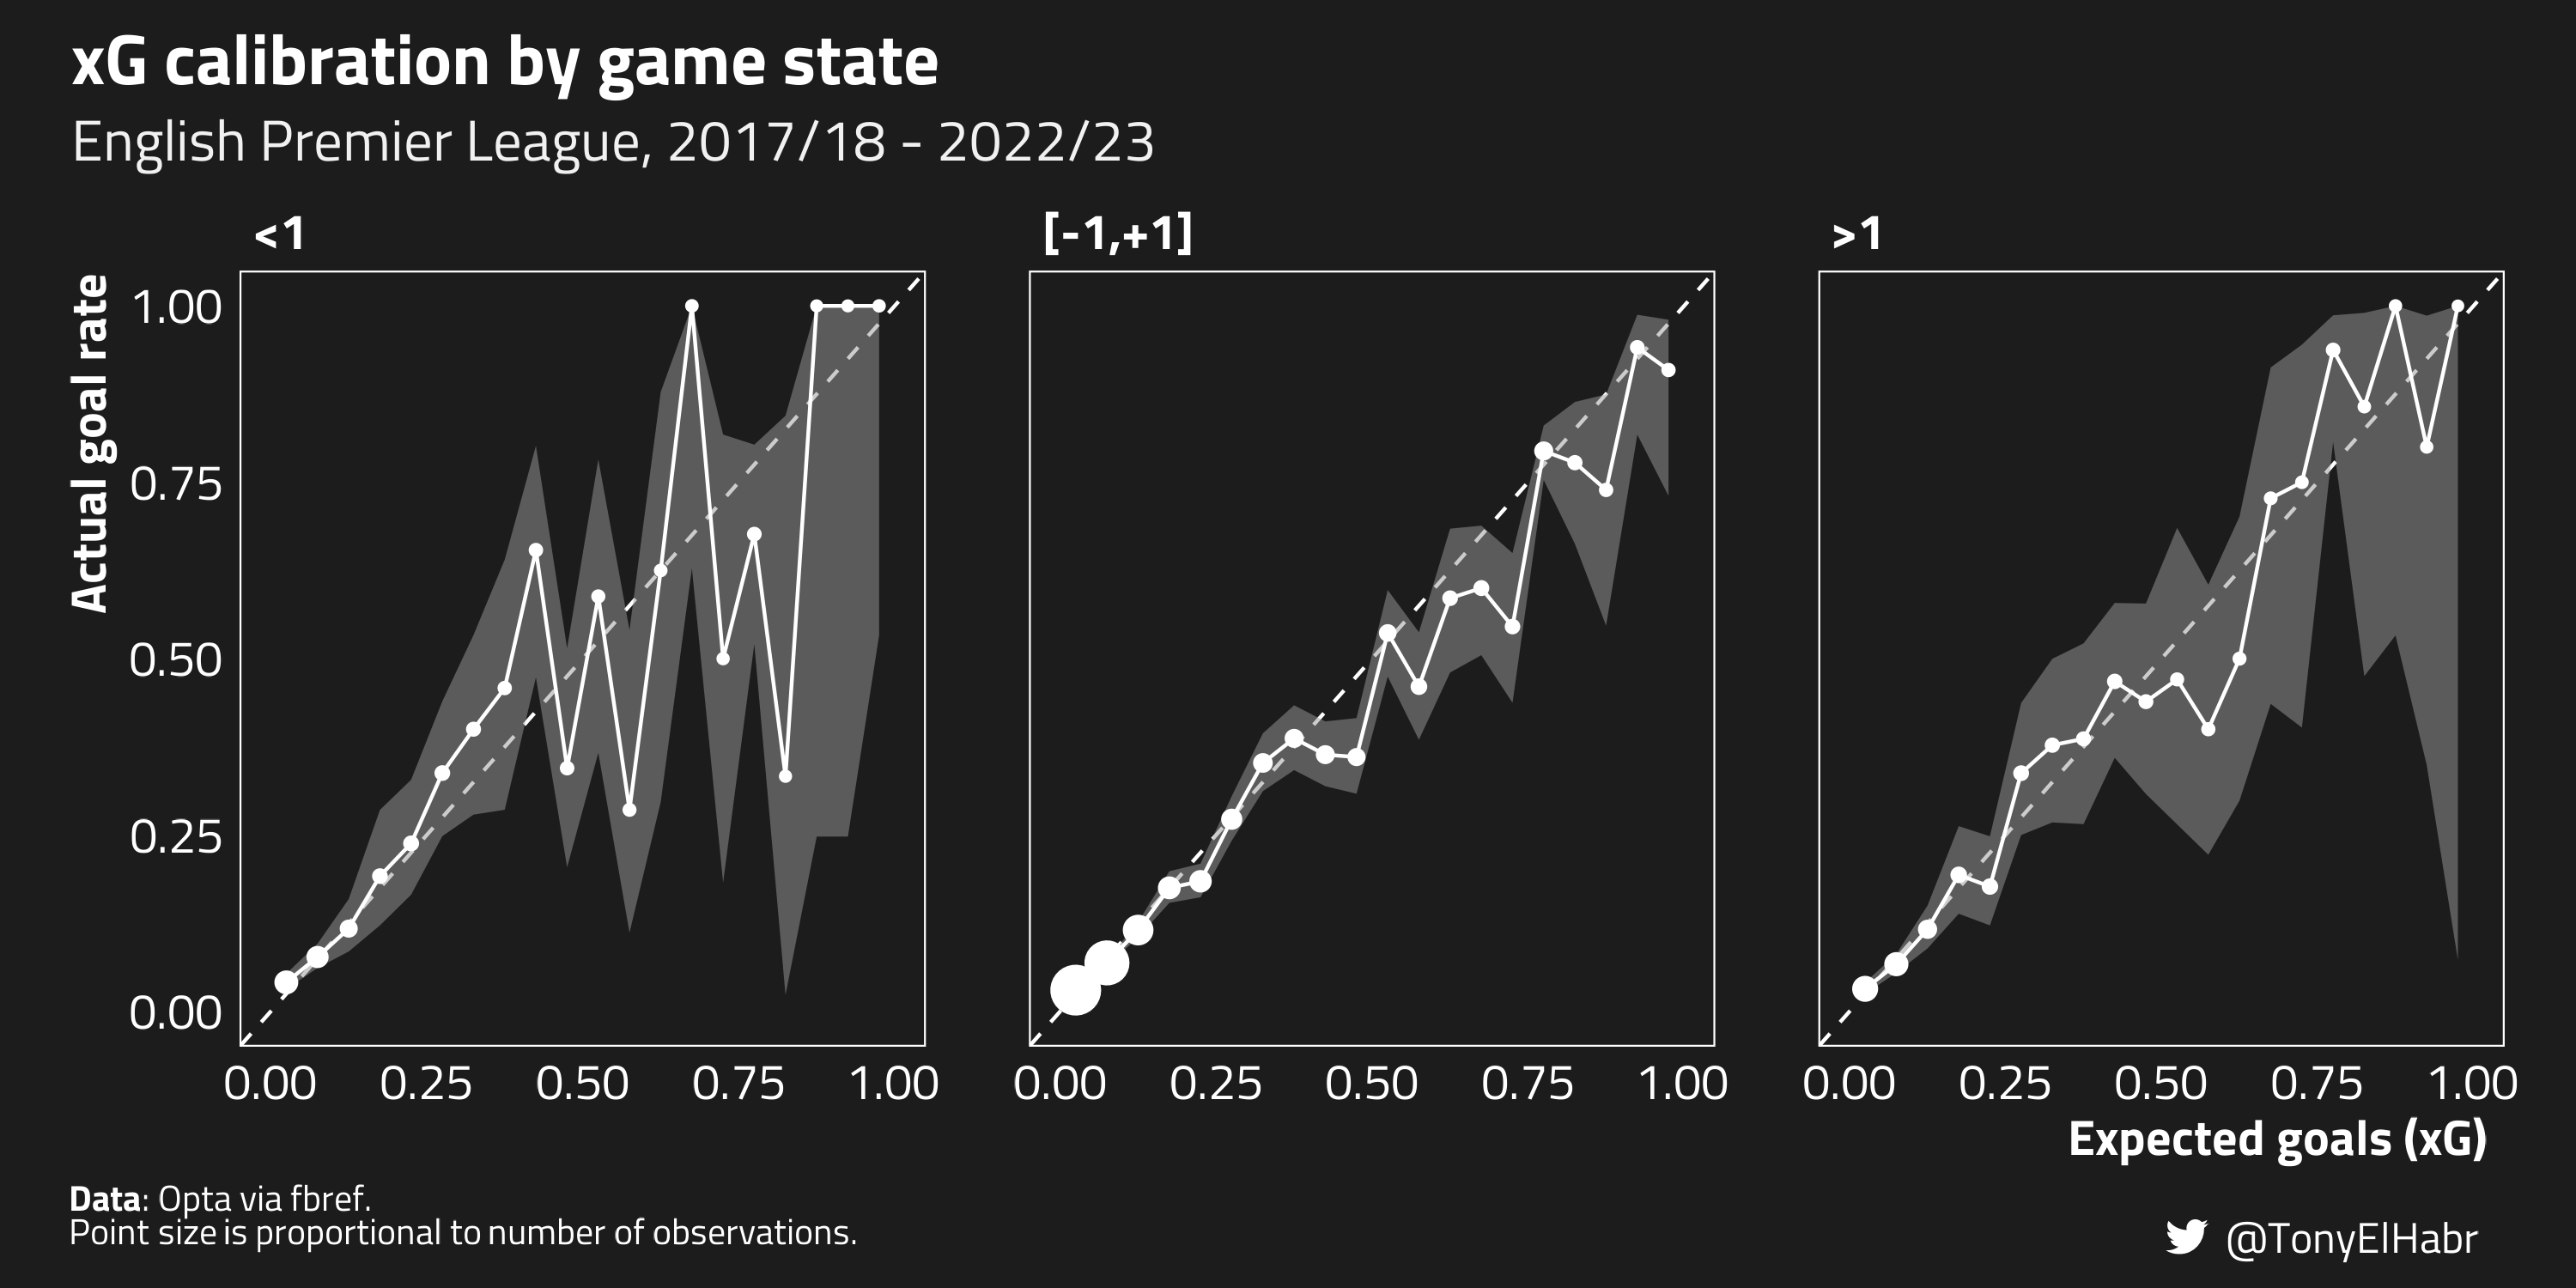 xG calibration by game state
English Premier League, 2017/18 - 2022/23
<1
[-1,+1]
>1
Actual goal rate
1.00
0.75
0.50
0.25
0.00
0.00 0.25 0.50 0.75 1.00
0.00 0.25 0.50 0.75 1.00
0.00 0.25 0.50 0.75 1.00
Expected goals (xG)
Data: Opta via fbref.
Point size is proportional to number of observations.
@TonyElHabr